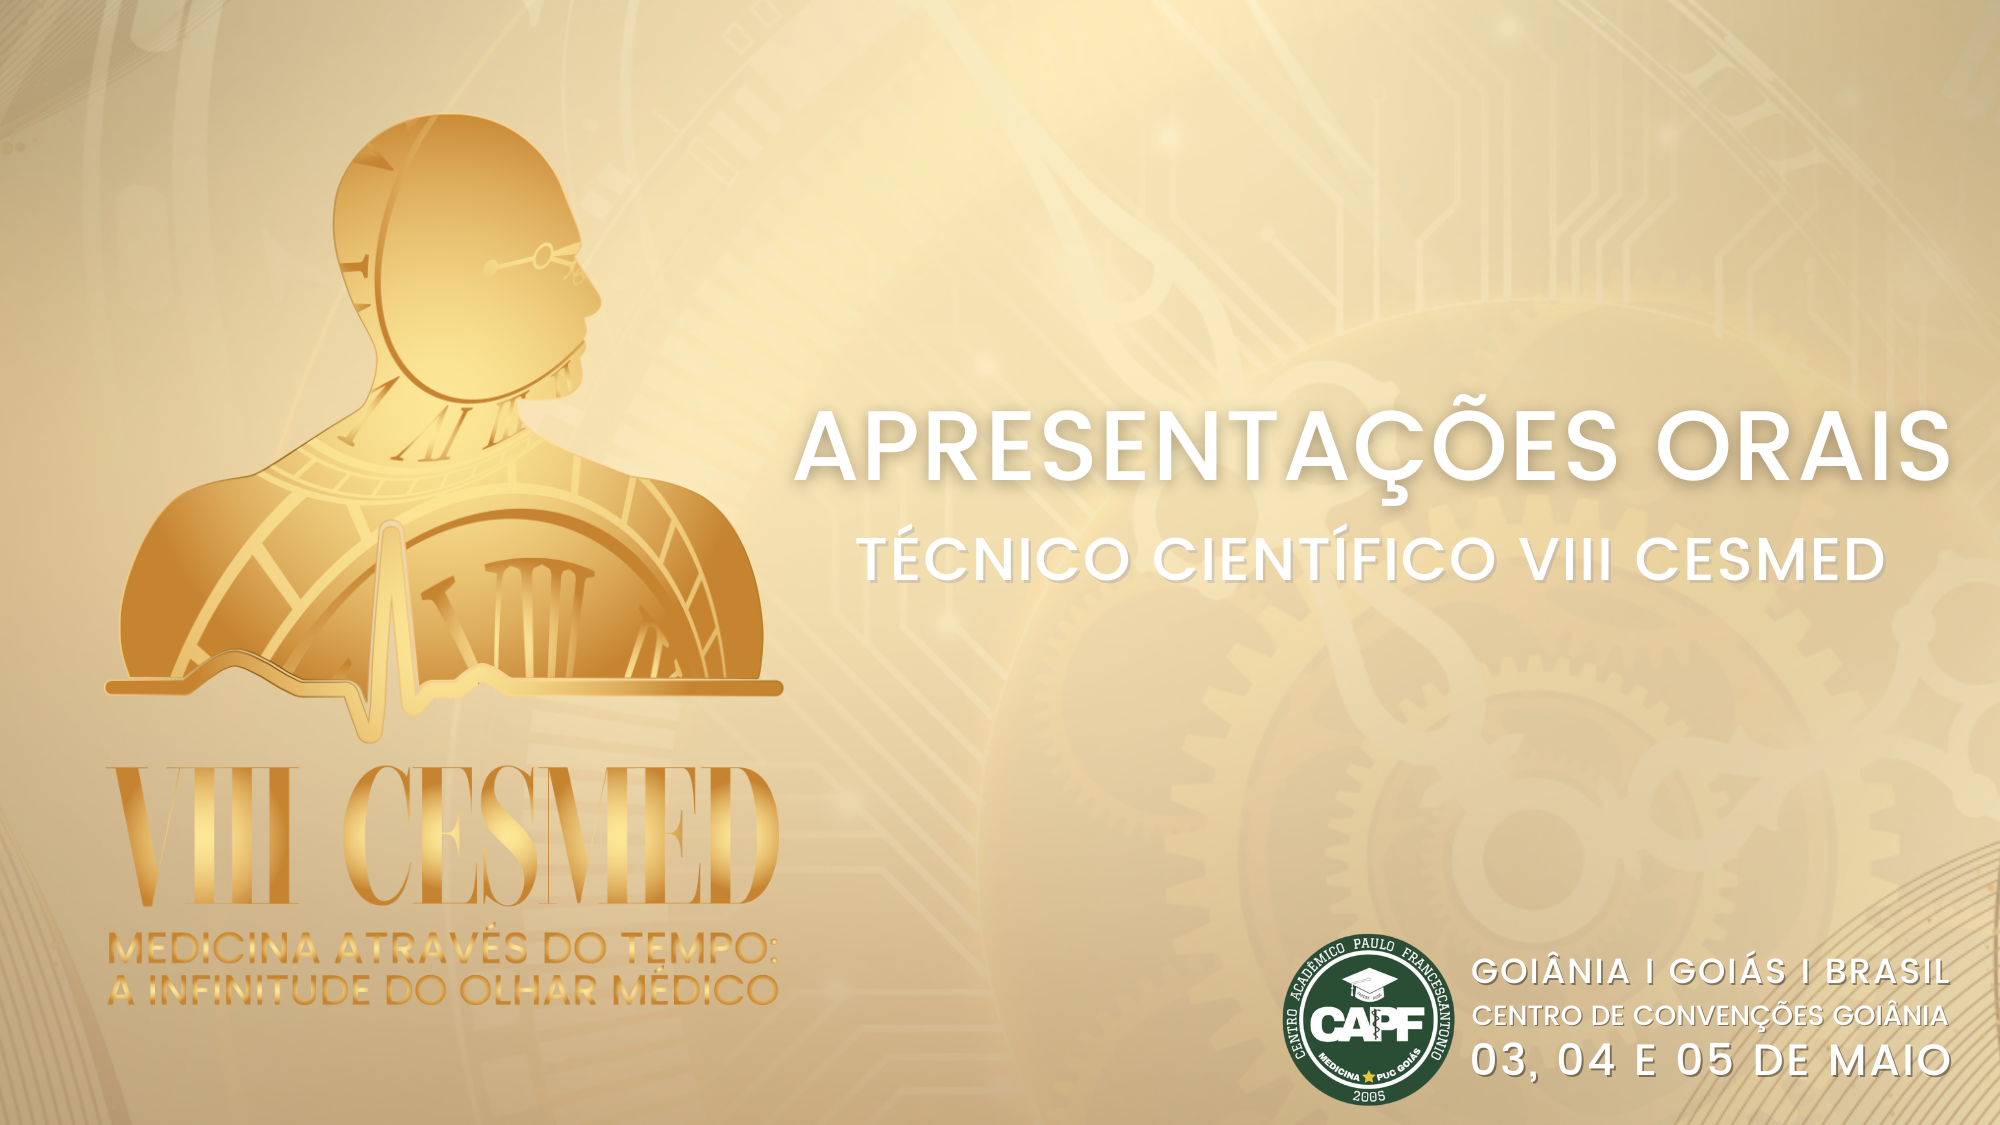 APRESENTAÇÕES ORAIS
TÉCNICO CIENTÍFICO VIII CESMED
VIII CESMED
MEDICINA ATRAVÉS DO TEMPO:
A INFINITUDE DO OLHAR MÉDICO
CENTRO ACADÊMICO PAULO FRANCESCANTONIO
CAPF
MEDICINA PUC GOIÁS
2005
GOIÂNIA I GOIÁS I BRASIL
CENTRO DE CONVENÇÕES GOIÂNIA
03, 04 E 05 DE MAIO